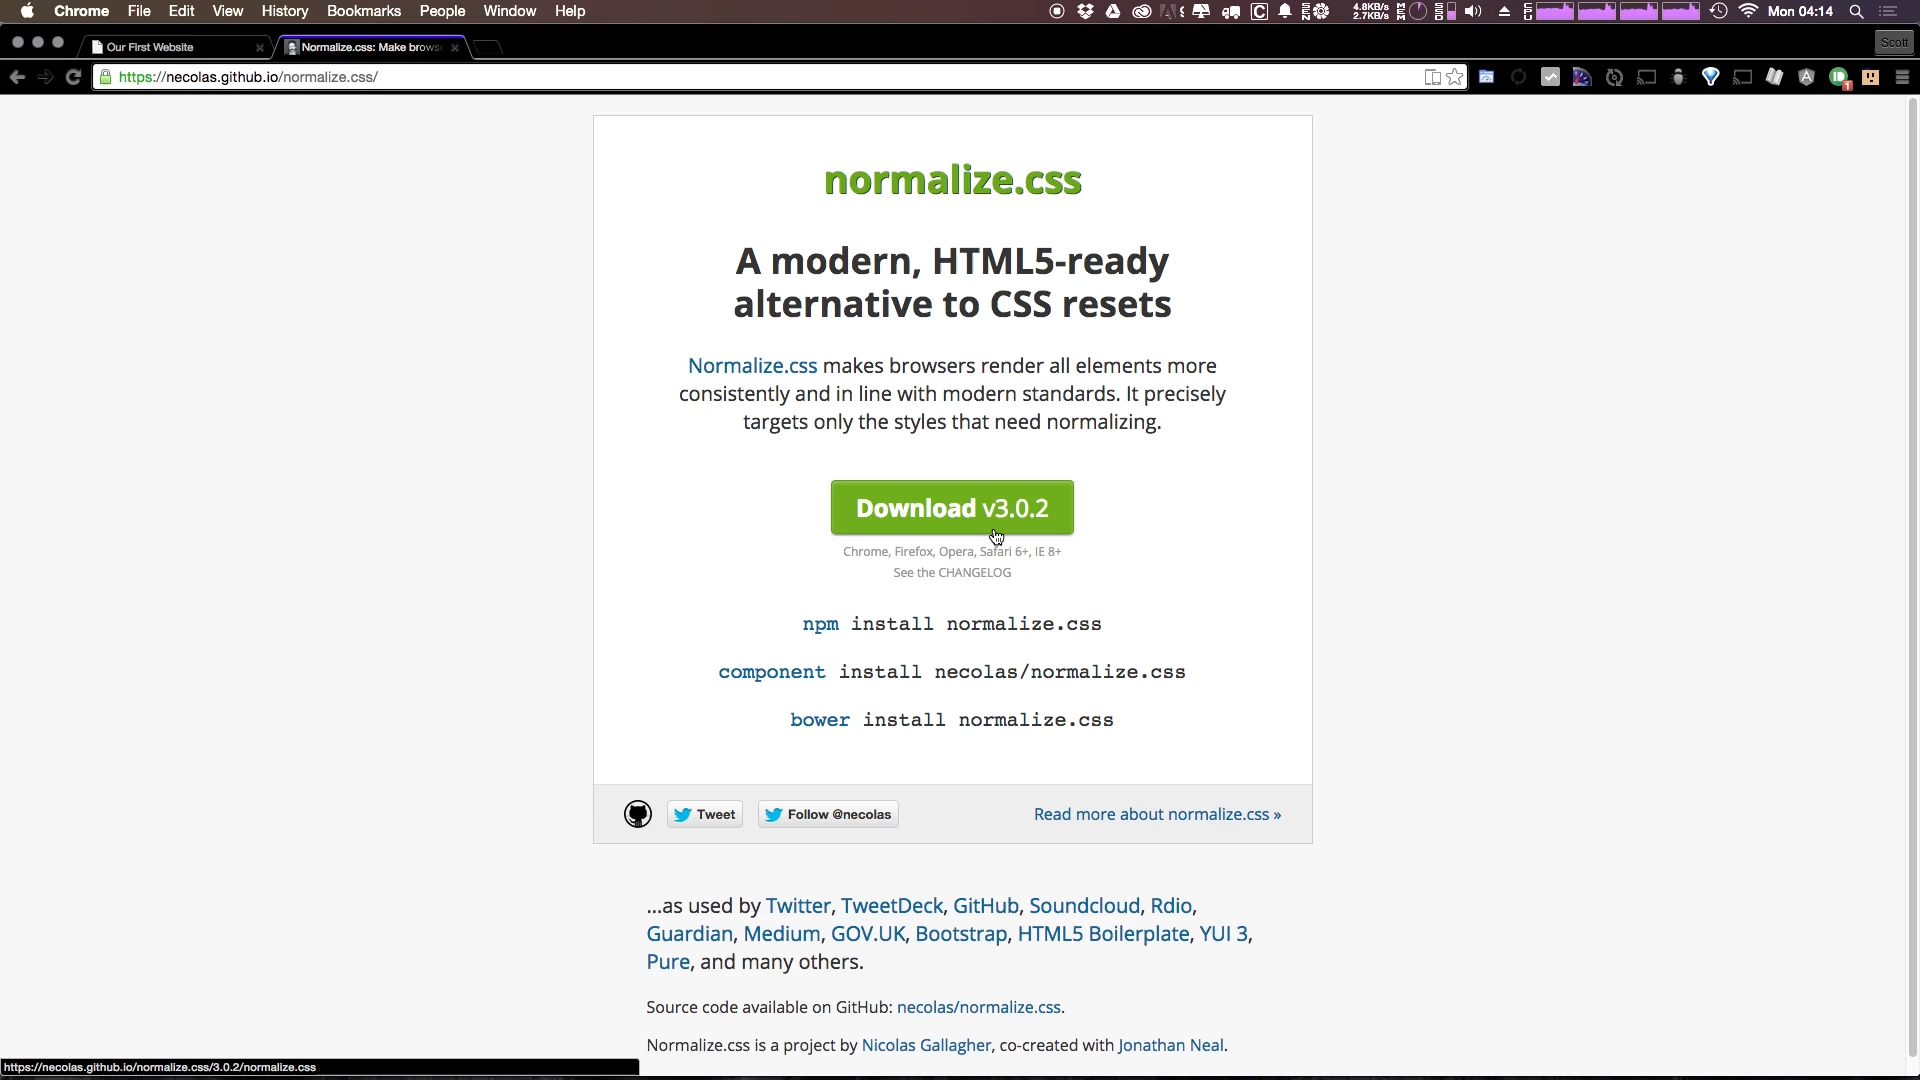 Chrome File Edit View History Bookmarks People Window Help
4.8KB/s
2.7KB/s
Mon 04:14
Our First Website
Normalize.css: Make brows
Scott
https://necolas.github.io/normalize.css/
normalize.css
A modern, HTML5-ready
alternative to CSS resets
Normalize.css makes browsers render all elements more
consistently and in line with modern standards. It precisely
targets only the styles that need normalizing.
Download v3.0.2
Chrome, Firefox, Opera, Safari 6+, IE 8+
See the CHANGELOG
npm install normalize.css
component install necolas/normalize.css
bower install normalize.css
Tweet
Follow @necolas
Read more about normalize.css »
...as used by Twitter, TweetDeck, GitHub, Soundcloud, Rdio,
Guardian, Medium, GOV.UK, Bootstrap, HTML5 Boilerplate, YUI 3,
Pure, and many others.
Source code available on GitHub: necolas/normalize.css.
Normalize.css is a project by Nicolas Gallagher, co-created with Jonathan Neal.
https://necolas.github.io/normalize.css/3.0.2/normalize.css